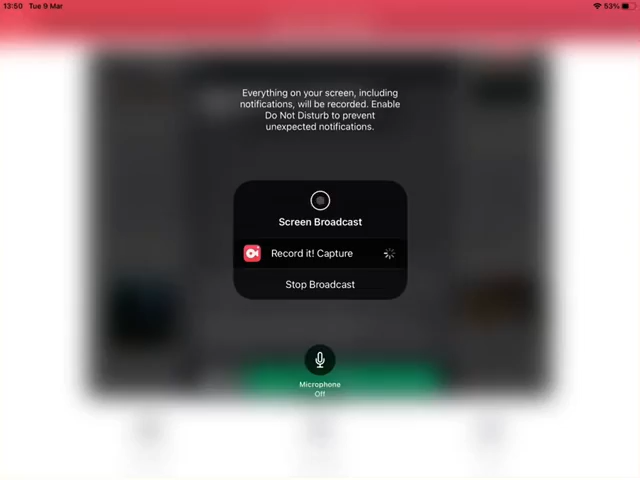 13:50 Tue 9 Mar 53%
Everything on your screen, including
notifications, will be recorded. Enable
Do Not Disturb to prevent
unexpected notifications.
Screen Broadcast
Record it! Capture
Stop Broadcast
Microphone
Off